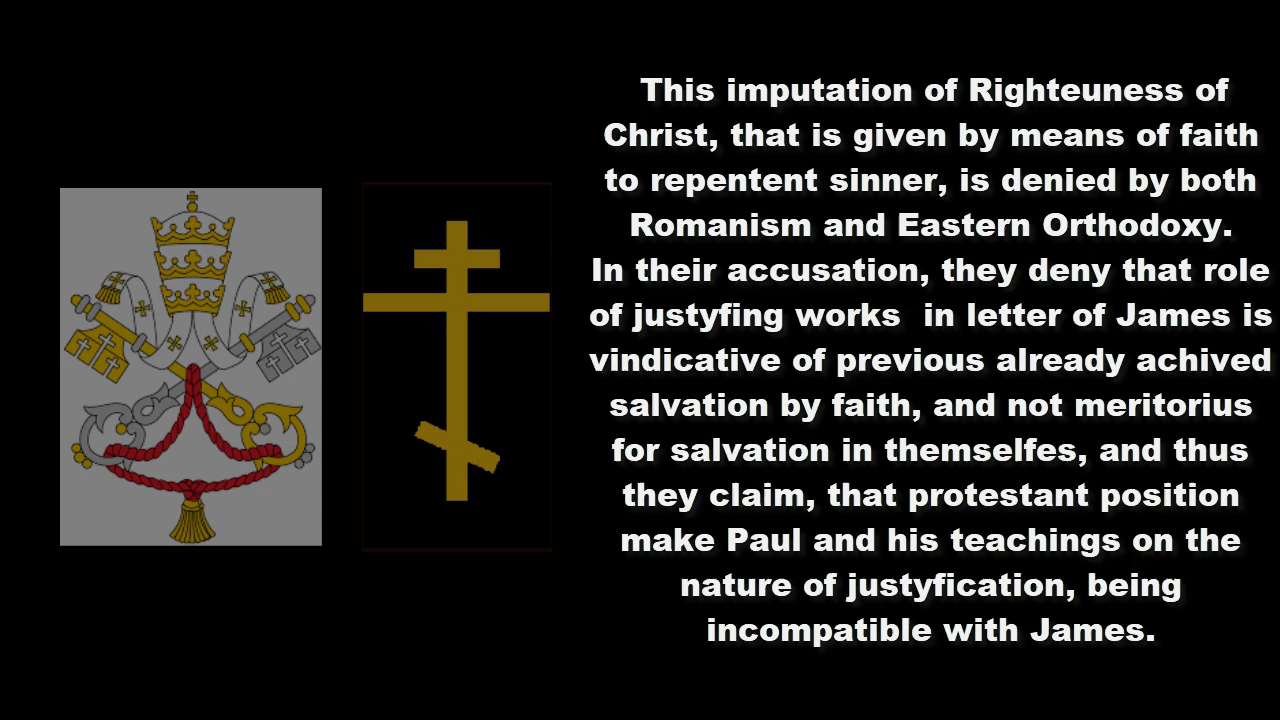 This imputation of Righteuness of
Christ, that is given by means of faith
to repentent sinner, is denied by both
Romanism and Eastern Orthodoxy.
In their accusation, they deny that role
of justyfing works  in letter of James is
vindicative of previous already achived
salvation by faith, and not meritorius
for salvation in themselfes, and thus
they claim, that protestant position
make Paul and his teachings on the
nature of justyfication, being
incompatible with James.